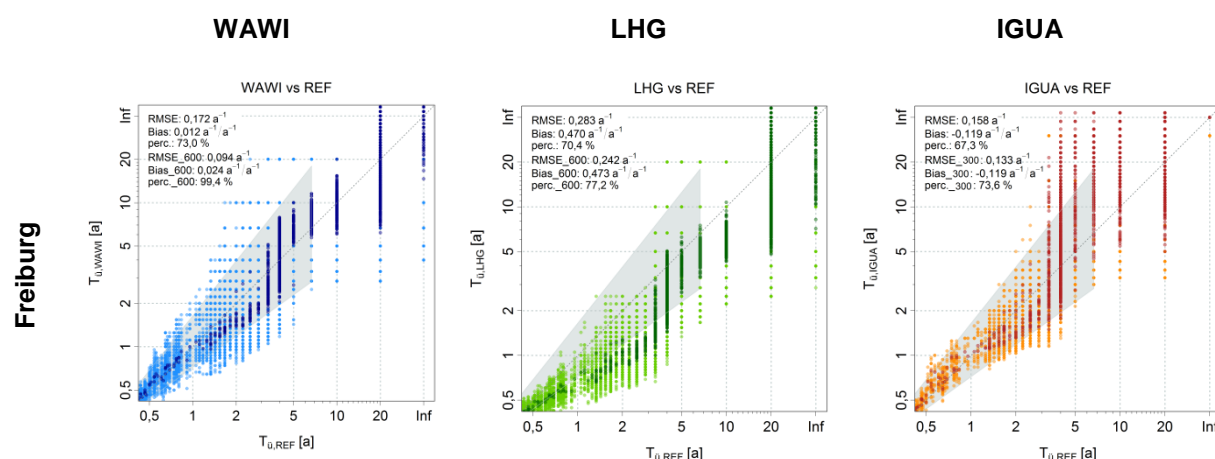 WAWI LHG IGUA
Freiburg
WAWI vs REF
RMSE: 0,172 a⁻¹
Bias: 0,012 a⁻¹/a⁻¹
perc.: 73,0 %
RMSE_600: 0,094 a⁻¹
Bias_600: 0,024 a⁻¹/a⁻¹
perc._600: 99,4 %
Tü,WAWI [a]
Inf
20
10
5
2
1
0,5
0,5 1 2 5 10 20 Inf
Tü,REF [a]
LHG vs REF
RMSE: 0,283 a⁻¹
Bias: 0,470 a⁻¹/a⁻¹
perc.: 70,4 %
RMSE_600: 0,242 a⁻¹
Bias_600: 0,473 a⁻¹/a⁻¹
perc._600: 77,2 %
Tü,LHG [a]
Inf
20
10
5
2
1
0,5
0,5 1 2 5 10 20 Inf
Tü,REF [a]
IGUA vs REF
RMSE: 0,158 a⁻¹
Bias: -0,119 a⁻¹/a⁻¹
perc.: 67,3 %
RMSE_300: 0,133 a⁻¹
Bias_300: -0,119 a⁻¹/a⁻¹
perc._300: 73,6 %
Tü,IGUA [a]
Inf
20
10
5
2
1
0,5
0,5 1 2 5 10 20 Inf
Tü,REF [a]